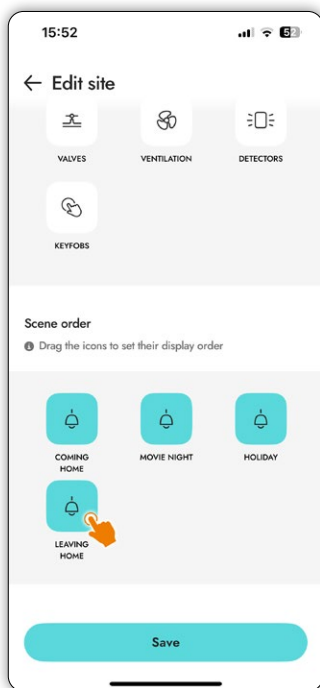 15:52
52
← Edit site
VALVES
VENTILATION
DETECTORS
KEYFOBS
Scene order
Drag the icons to set their display order
COMING
HOME
MOVIE NIGHT
HOLIDAY
LEAVING
HOME
Save